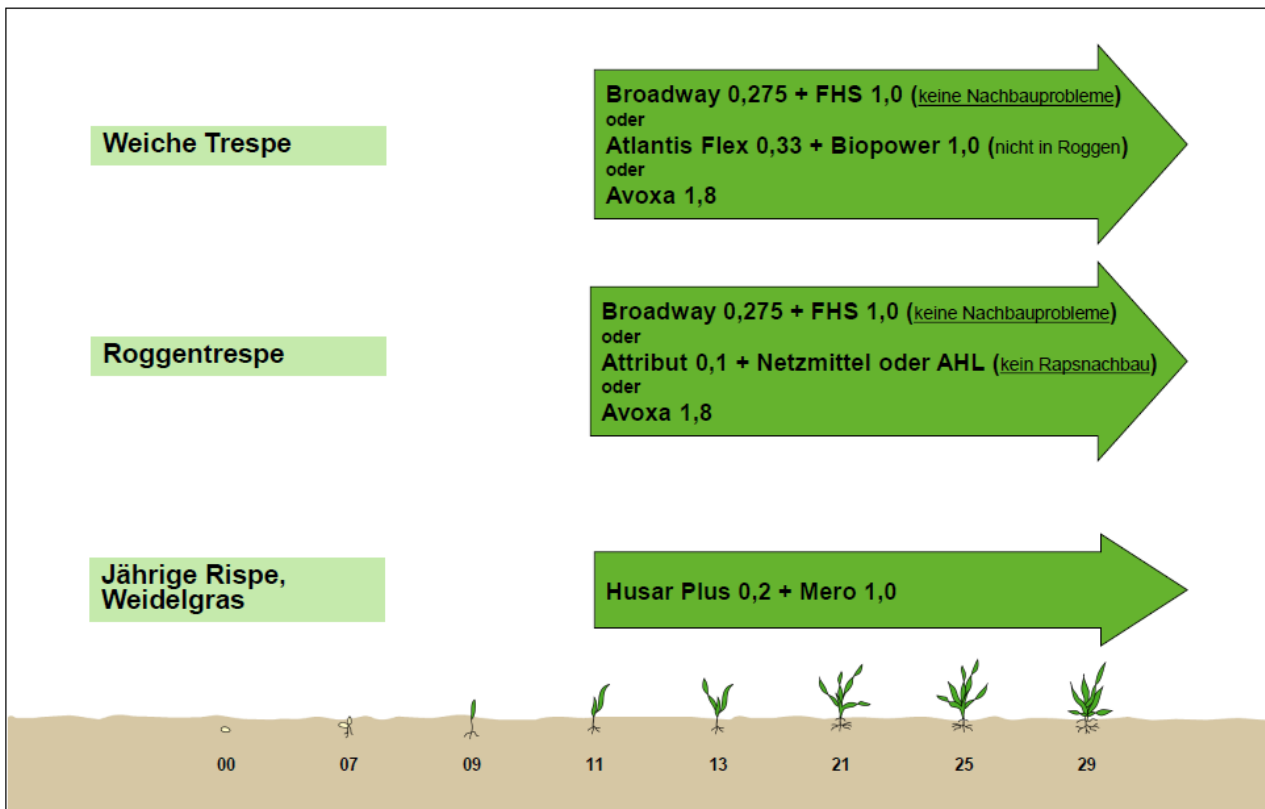 Weiche Trespe
Broadway 0,275 + FHS 1,0 (keine Nachbauprobleme)
oder
Atlantis Flex 0,33 + Biopower 1,0 (nicht in Roggen)
oder
Avoxa 1,8
Roggentrespe
Broadway 0,275 + FHS 1,0 (keine Nachbauprobleme)
oder
Attribut 0,1 + Netzmittel oder AHL (kein Rapsnachbau)
oder
Avoxa 1,8
Jährige Rispe,
Weidelgras
Husar Plus 0,2 + Mero 1,0
00 07 09 11 13 21 25 29